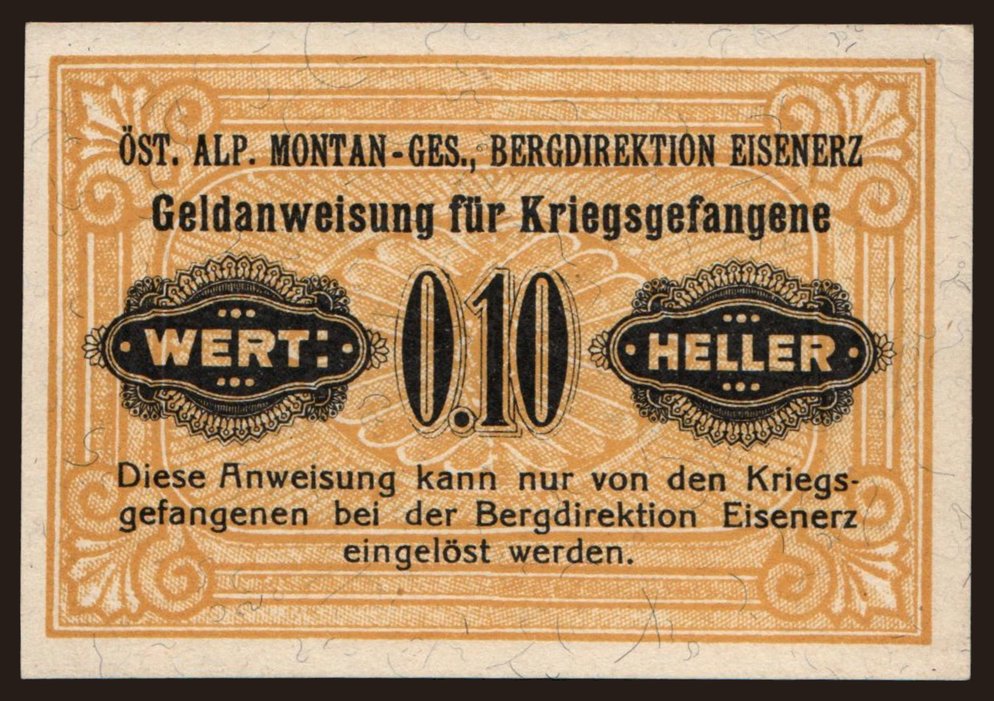 ÖST. ALP. MONTAN-GES., BERGDIREKTION EISENERZ
Geldanweisung für Kriegsgefangene
WERT: 0.10 HELLER
Diese Anweisung kann nur von den Kriegs-
gefangenen bei der Bergdirektion Eisenerz
eingelöst werden.